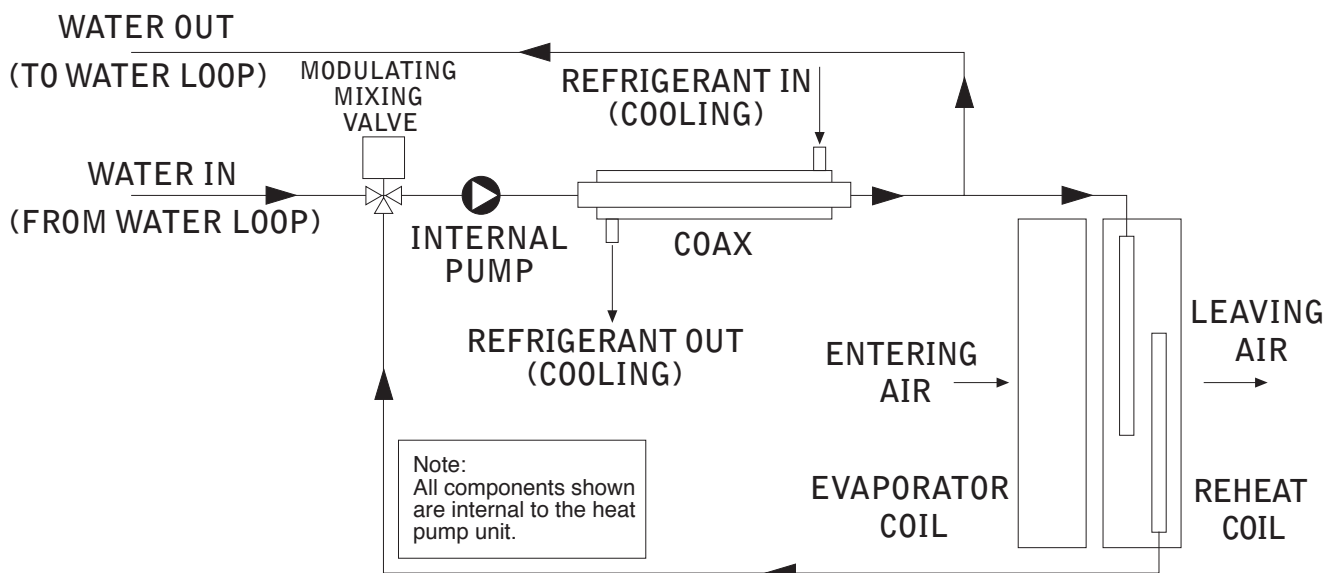 WATER OUT
(TO WATER LOOP)
MODULATING
MIXING
VALVE
REFRIGERANT IN
(COOLING)
WATER IN
(FROM WATER LOOP)
INTERNAL
PUMP
COAX
REFRIGERANT OUT
(COOLING)
ENTERING
AIR
LEAVING
AIR
Note:
All components shown
are internal to the heat
pump unit.
EVAPORATOR
COIL
REHEAT
COIL